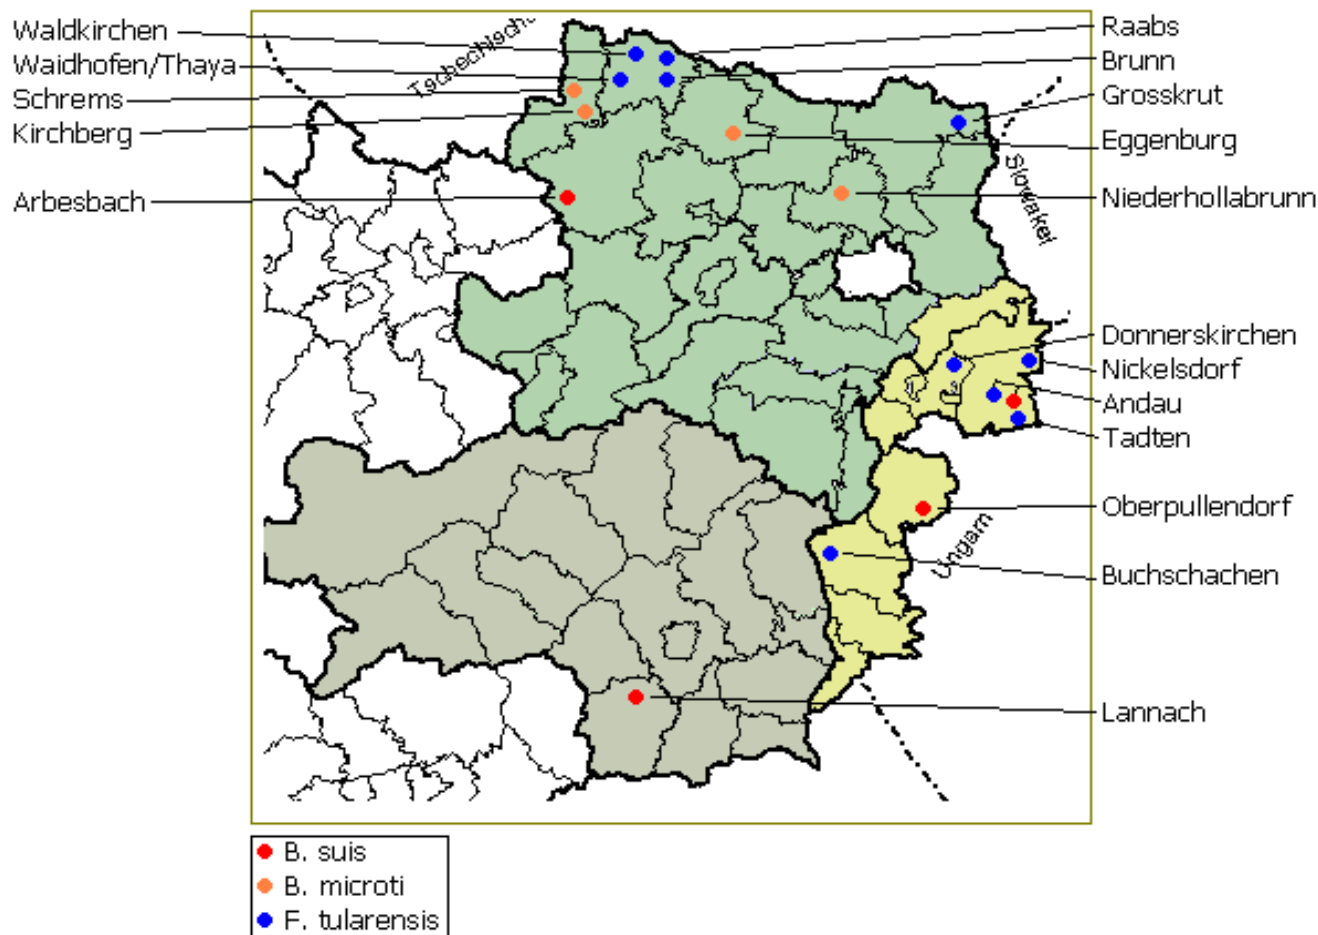 Waldkirchen
Waidhofen/Thaya
Schrems
Kirchberg
Arbesbach
Tschechische
Raabs
Brunn
Grosskrut
Eggenburg
Slowakei
Niederhollabrunn
Donnerskirchen
Nickelsdorf
Andau
Tadten
Oberpullendorf
Ungarn
Buchschachen
Lannach
B. suis
B. microti
F. tularensis